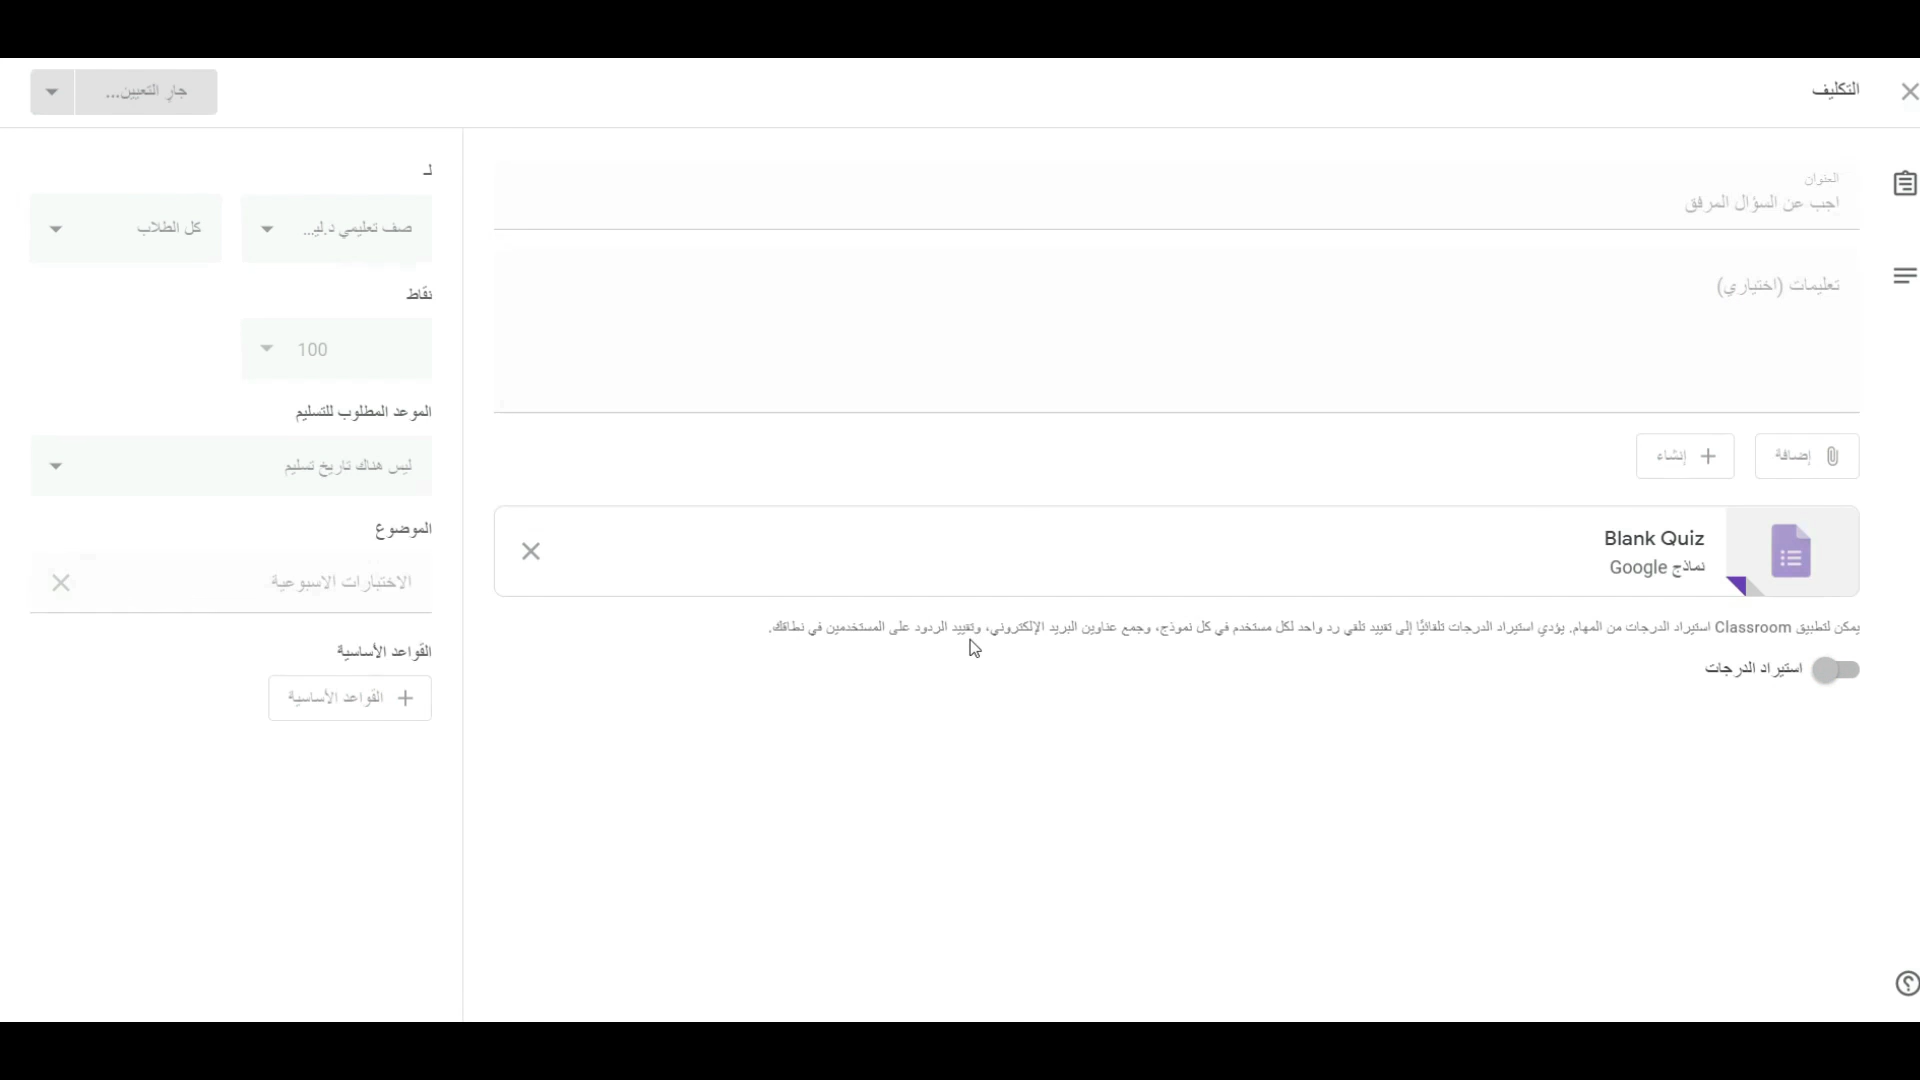 التكليف
جارٍ التعيين...
العنوان
اجب عن السؤال المرفق
تعليمات (اختياري)
إضافة
إنشاء
Blank Quiz
نماذج Google
يمكن لتطبيق Classroom استيراد الدرجات من المهام. يؤدي استيراد الدرجات تلقائيًا إلى تقييد تلقي رد واحد لكل مستخدم في كل نموذج، وجمع عناوين البريد الإلكتروني، وتقييد الردود على المستخدمين في نطاقك.
استيراد الدرجات
لـ
صف تعليمي د.لي...
كل الطلاب
نقاط
100
الموعد المطلوب للتسليم
ليس هناك تاريخ تسليم
الموضوع
الاختبارات الاسبوعية
القواعد الأساسية
القواعد الأساسية